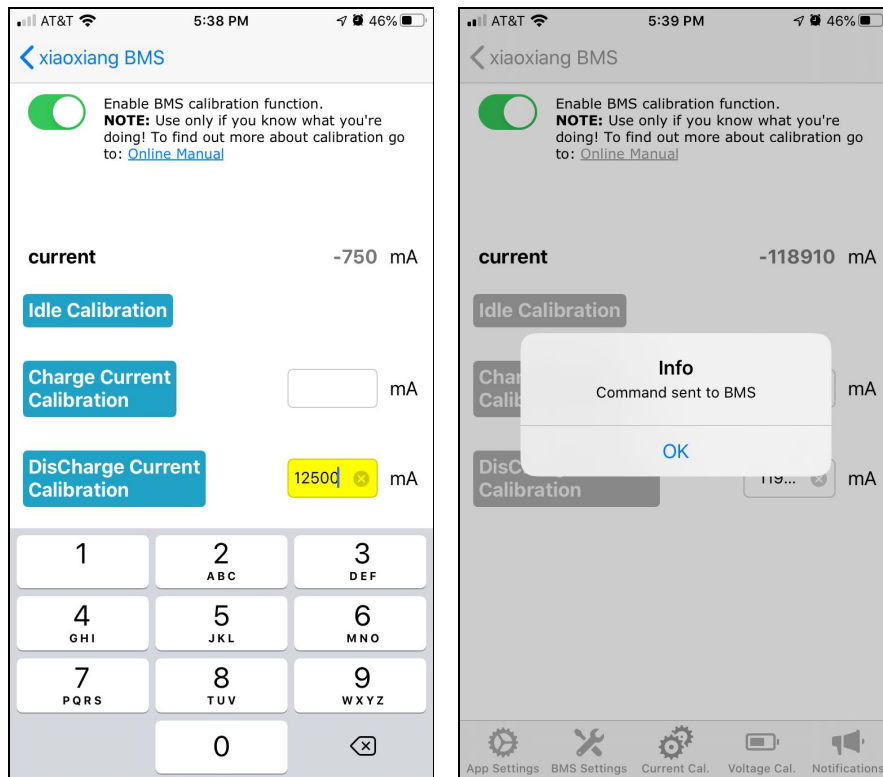 AT&T 5:38 PM 46%
xiaoxiang BMS
Enable BMS calibration function.
NOTE: Use only if you know what you're
doing! To find out more about calibration go
to: Online Manual
current -750 mA
Idle Calibration
Charge Current
Calibration
mA
DisCharge Current
Calibration
12500 mA
1
2
ABC
3
DEF
4
GHI
5
JKL
6
MNO
7
PQRS
8
TUV
9
WXYZ
0
AT&T 5:39 PM 46%
xiaoxiang BMS
Enable BMS calibration function.
NOTE: Use only if you know what you're
doing! To find out more about calibration go
to: Online Manual
current -118910 mA
Idle Calibration
Char
Calib
mA
Info
Command sent to BMS
OK
DisC
Calibration
119... mA
App Settings
BMS Settings
Current Cal.
Voltage Cal.
Notifications